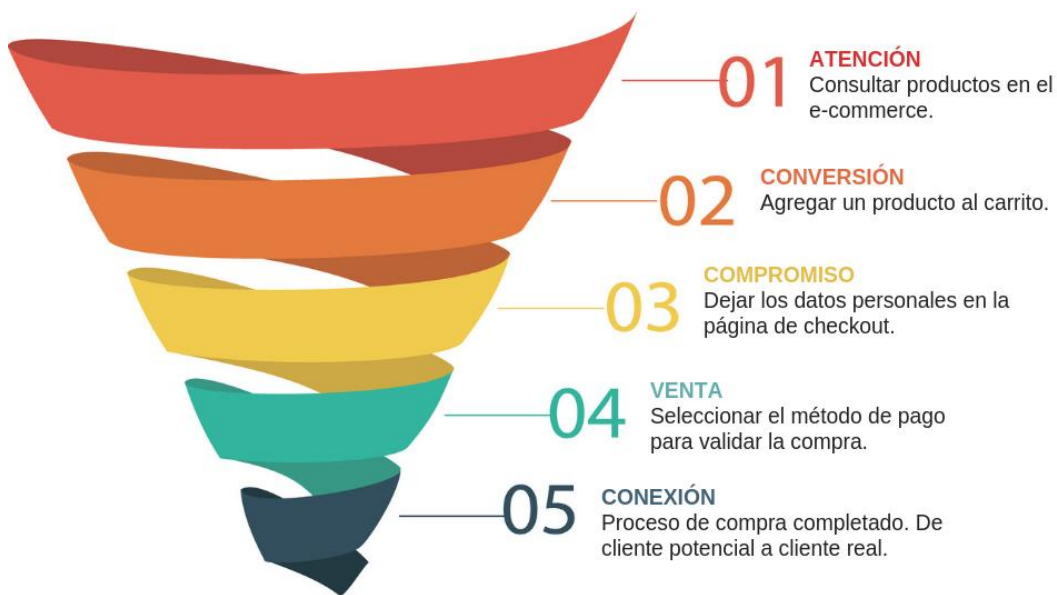 01
ATENCIÓN
Consultar productos en el
e-commerce.
02
CONVERSIÓN
Agregar un producto al carrito.
03
COMPROMISO
Dejar los datos personales en la
página de checkout.
04
VENTA
Seleccionar el método de pago
para validar la compra.
05
CONEXIÓN
Proceso de compra completado. De
cliente potencial a cliente real.